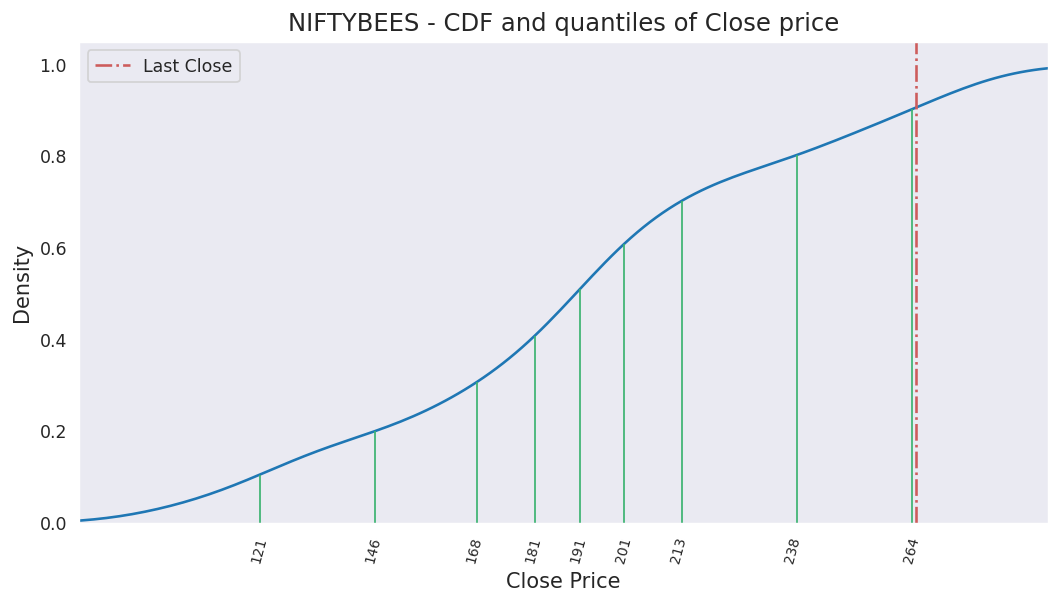 NIFTYBEES - CDF and quantiles of Close price
Last Close
Density
1.0
0.8
0.6
0.4
0.2
0.0
121 146 168 181 191 201 213 238 264
Close Price